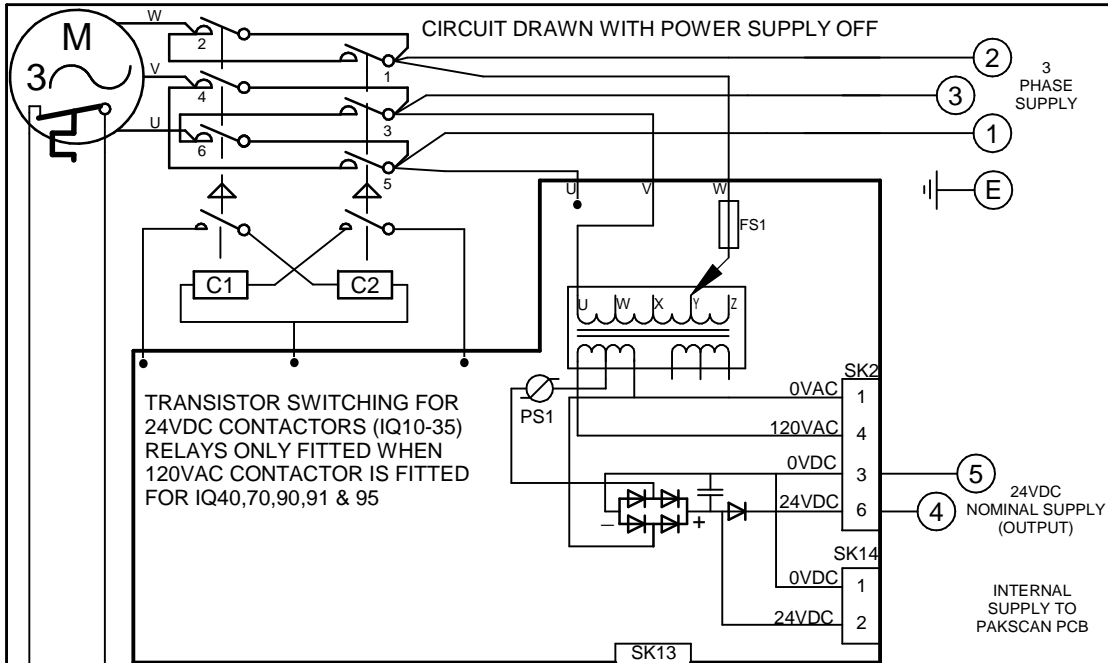 CIRCUIT DRAWN WITH POWER SUPPLY OFF
W
M
3
V
U
2
1
4
3
6
5
2
3
PHASE
SUPPLY
3
1
E
U
V
W
FS1
C1
C2
U W X Y Z
PS1
TRANSISTOR SWITCHING FOR
24VDC CONTACTORS (IQ10-35)
RELAYS ONLY FITTED WHEN
120VAC CONTACTOR IS FITTED
FOR IQ40,70,90,91 & 95
SK2
0VAC 1
120VAC 4
0VDC 3
24VDC 6
– +
5
4
24VDC
NOMINAL SUPPLY
(OUTPUT)
SK14
0VDC 1
24VDC 2
INTERNAL
SUPPLY TO
PAKSCAN PCB
SK13